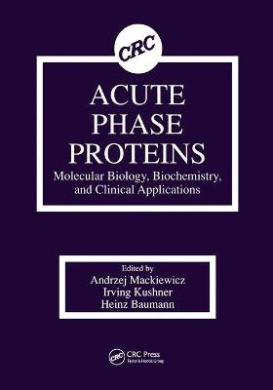 CRC
ACUTE
PHASE
PROTEINS
Molecular Biology, Biochemistry,
and Clinical Applications
Edited by
Andrzej Mackiewicz
Irving Kushner
Heinz Baumann
CRC Press
Taylor & Francis Group